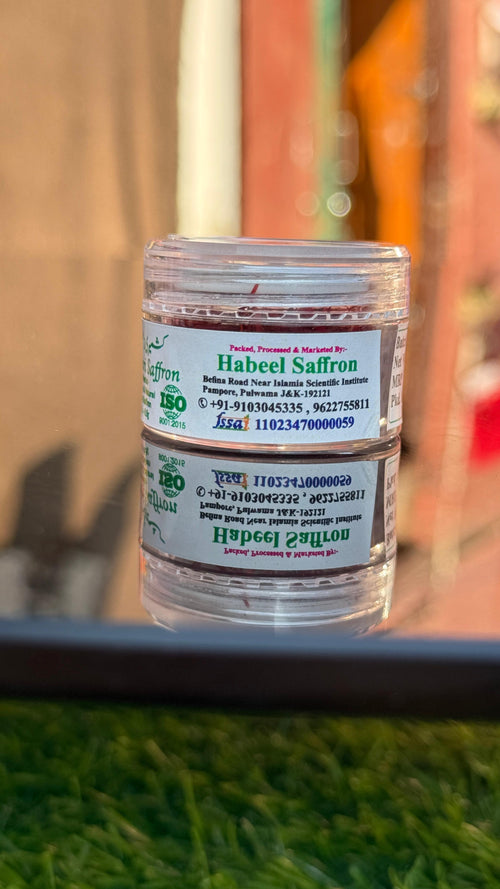 Saffron
ISO
9001:2015
Packed, Processed & Marketed By:-
Habeel Saffron
Befina Road Near Islamia Scientific Institute
Pampore, Pulwama J&K-192121
✆ +91-9103045335 , 9622755811
fssai 11023470000059